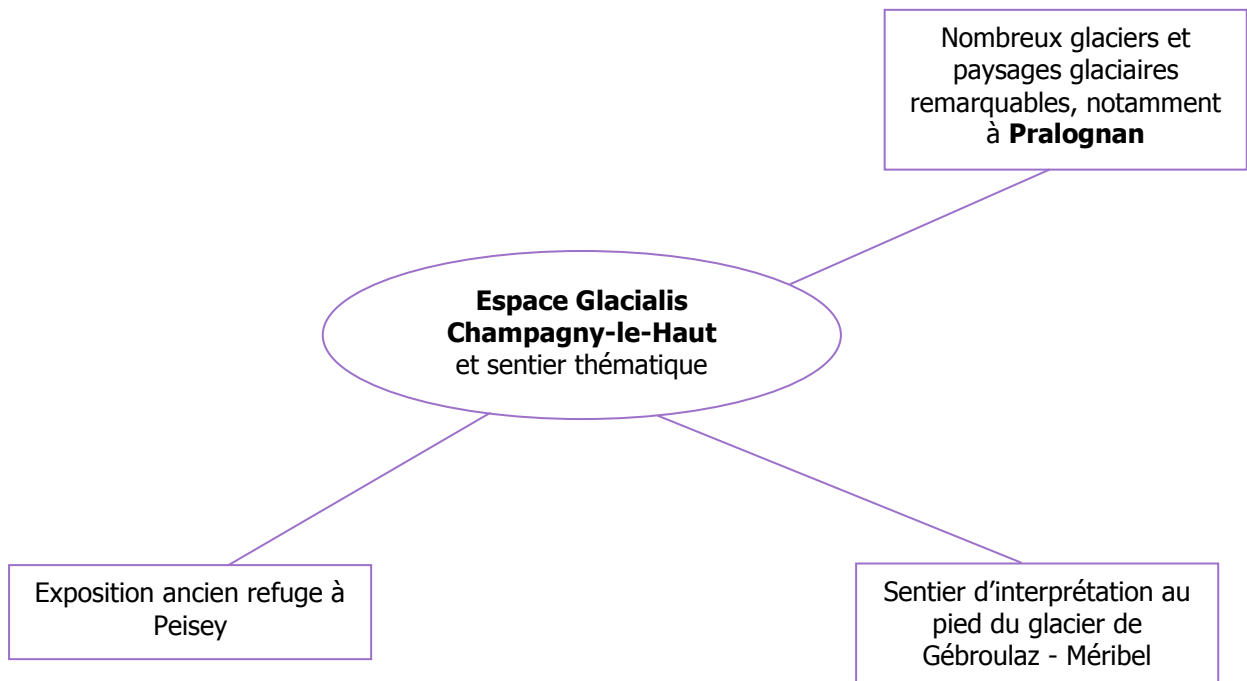 Nombreux glaciers et
paysages glaciaires
remarquables, notamment
à Pralognan
Espace Glacialis
Champagny-le-Haut
et sentier thématique
Exposition ancien refuge à
Peisey
Sentier d’interprétation au
pied du glacier de
Gébroulaz - Méribel